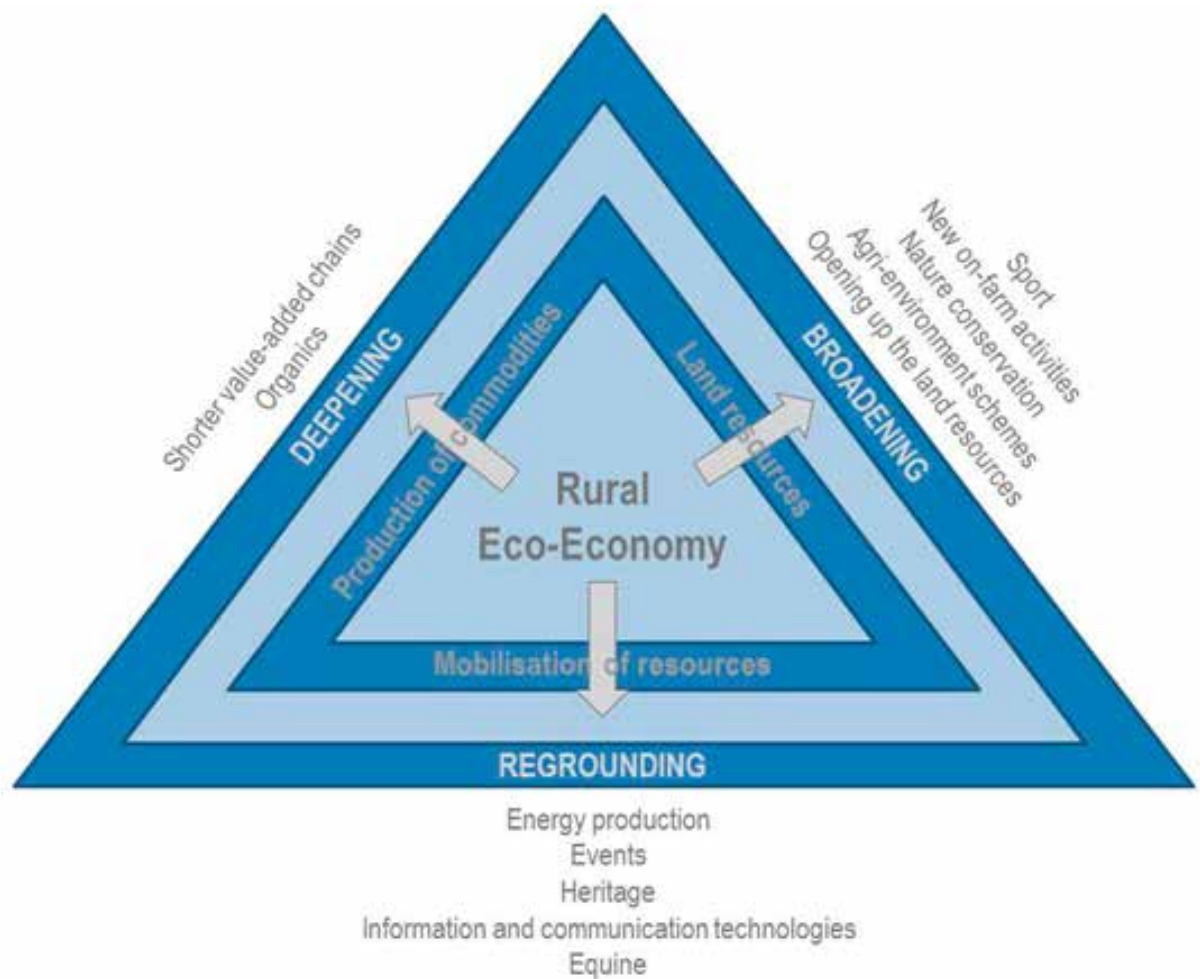 Shorter value-added chains
Organics
DEEPENING
Production of commodities
Sport
New on-farm activities
Nature conservation
Agri-environment schemes
Opening up the land resources
BROADENING
Land resources
Rural
Eco-Economy
Mobilisation of resources
REGROUNDING
Energy production
Events
Heritage
Information and communication technologies
Equine